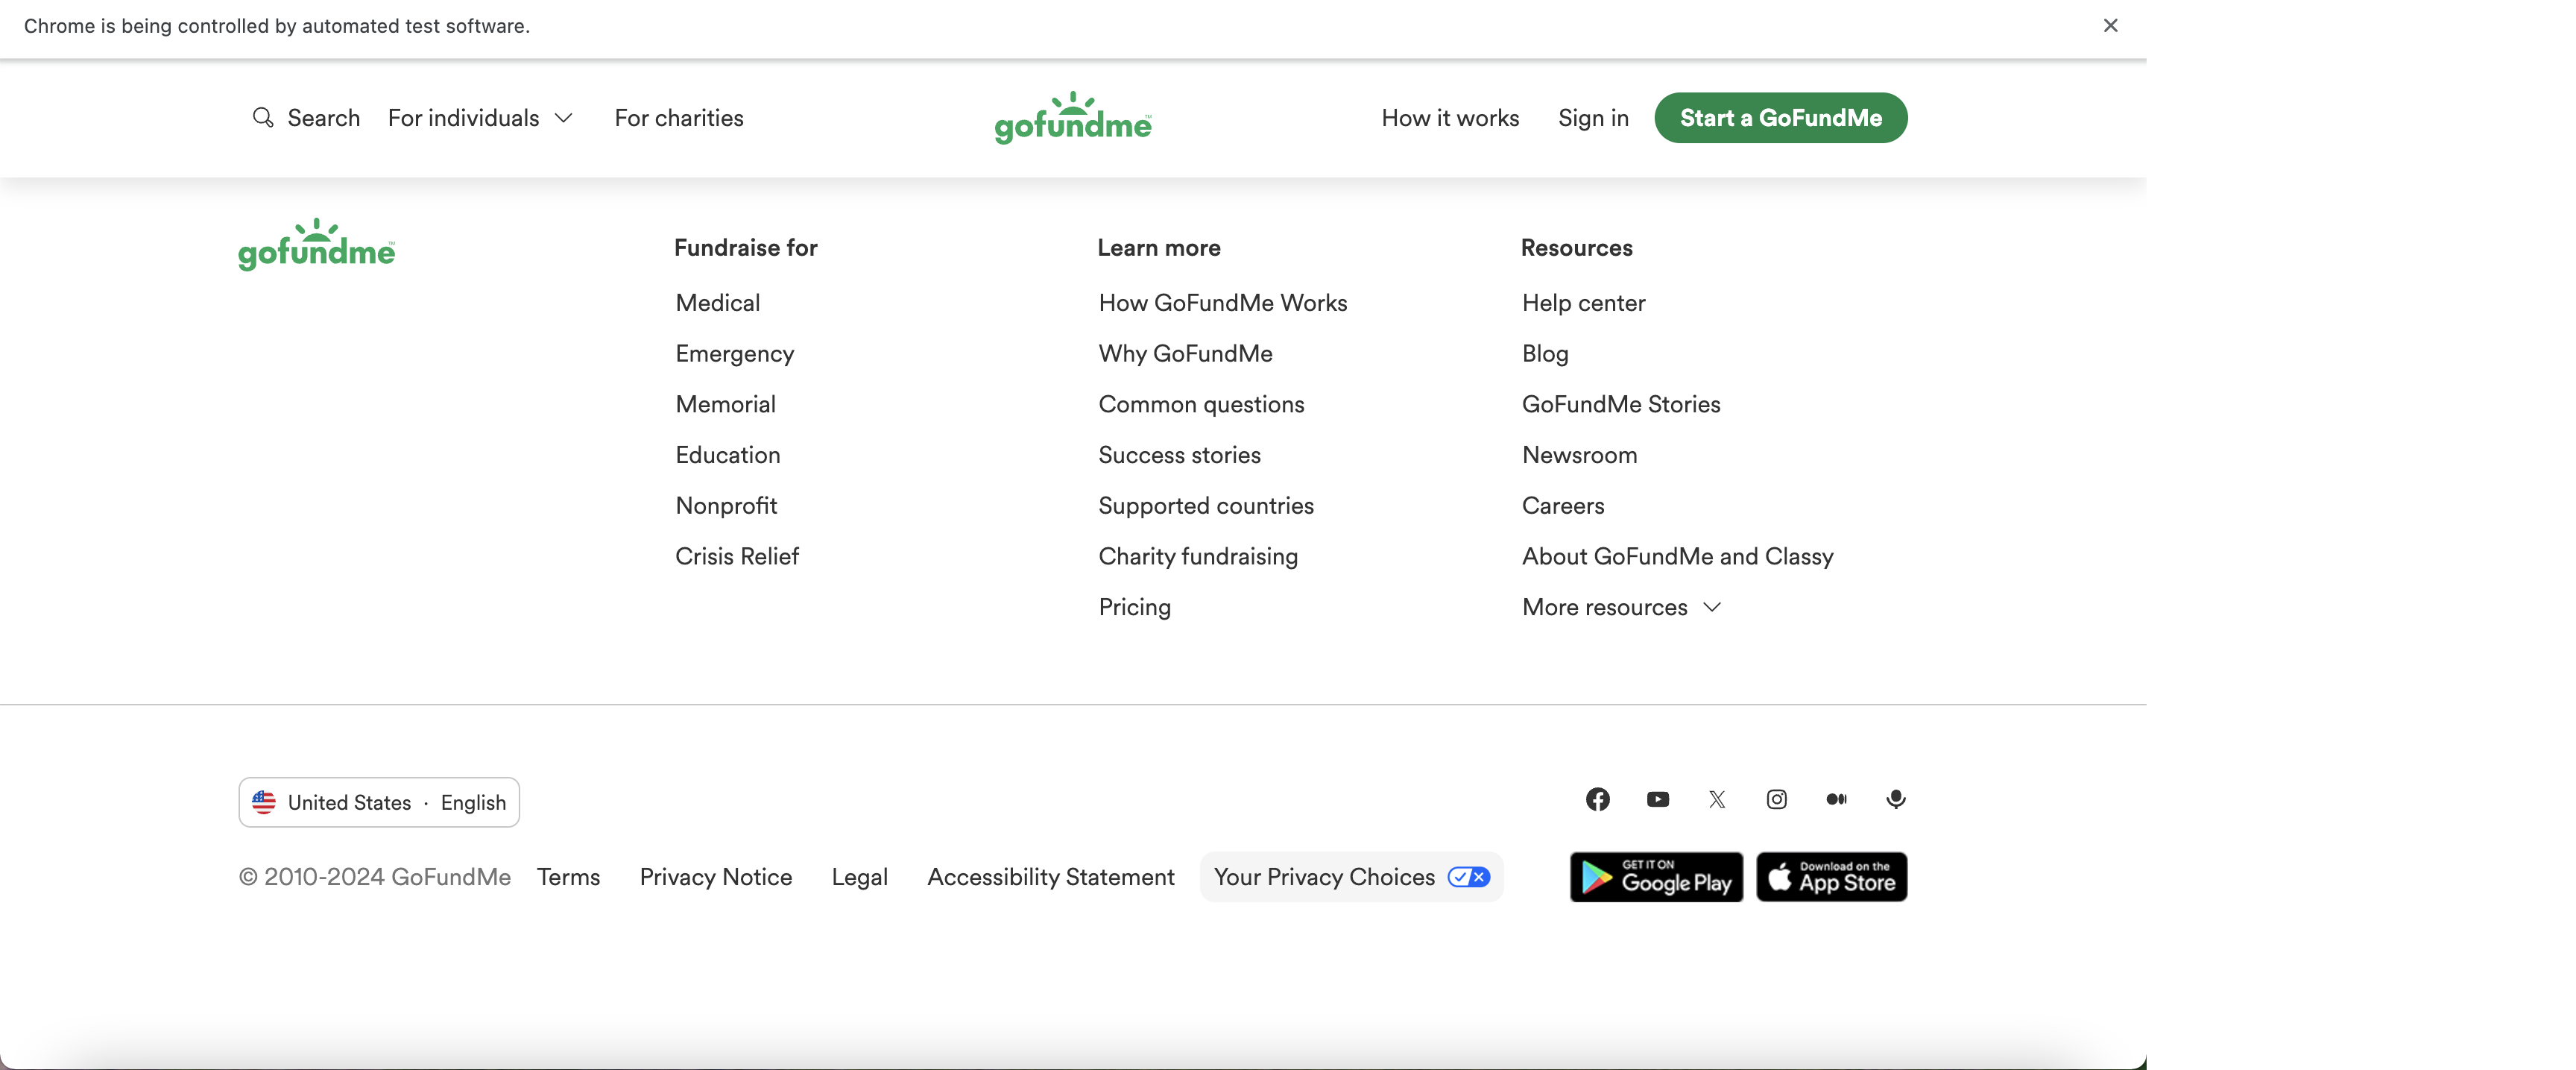 Chrome is being controlled by automated test software.
Search For individuals For charities gofundme™ How it works Sign in Start a GoFundMe
gofundme™
Fundraise for
Medical
Emergency
Memorial
Education
Nonprofit
Crisis Relief
Learn more
How GoFundMe Works
Why GoFundMe
Common questions
Success stories
Supported countries
Charity fundraising
Pricing
Resources
Help center
Blog
GoFundMe Stories
Newsroom
Careers
About GoFundMe and Classy
More resources
United States · English
© 2010-2024 GoFundMe Terms Privacy Notice Legal Accessibility Statement Your Privacy Choices
GET IT ON
Google Play
Download on the
App Store